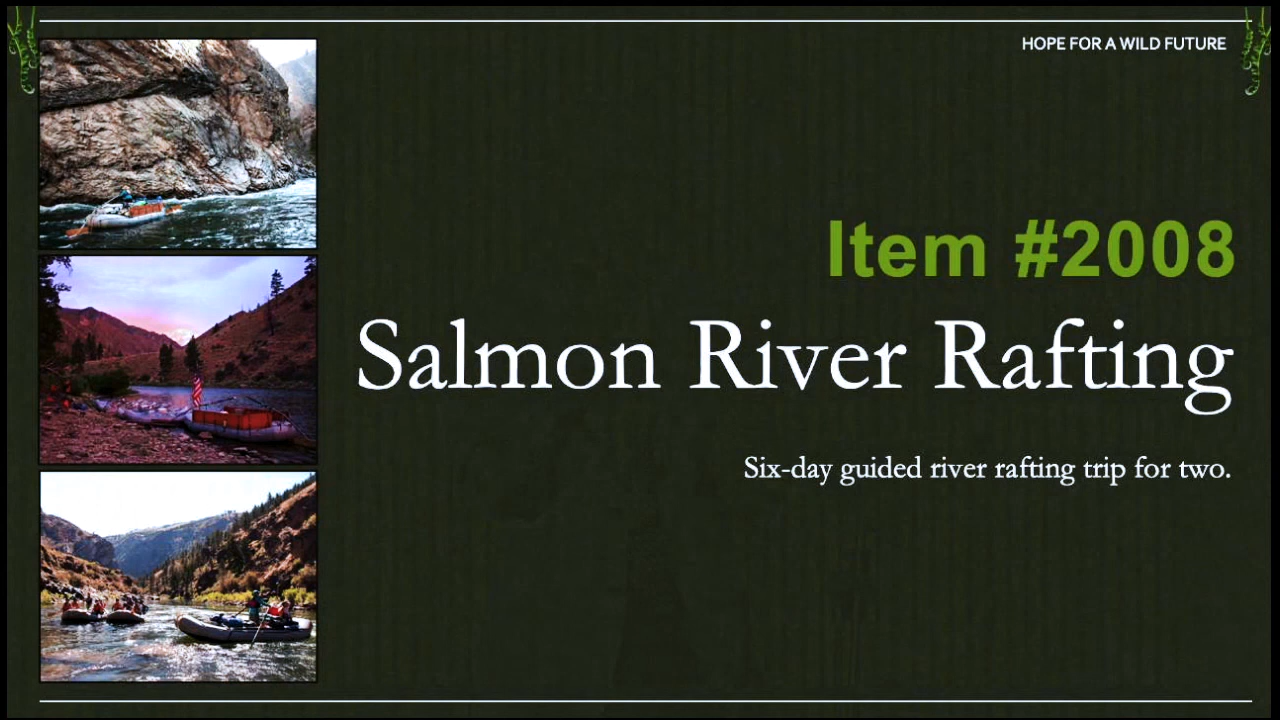 HOPE FOR A WILD FUTURE
Item #2008
Salmon River Rafting
Six-day guided river rafting trip for two.